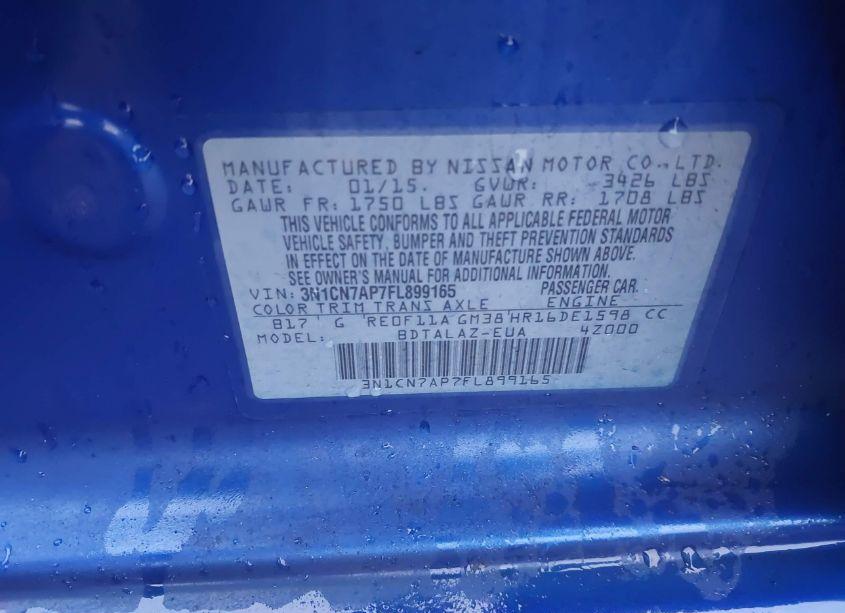 MANUFACTURED BY NISSAN MOTOR CO., LTD.
DATE: 01/15. GVWR: 3426 LBS
GAWR FR: 1750 LBS GAWR RR: 1708 LBS
THIS VEHICLE CONFORMS TO ALL APPLICABLE FEDERAL MOTOR
VEHICLE SAFETY, BUMPER AND THEFT PREVENTION STANDARDS
IN EFFECT ON THE DATE OF MANUFACTURE SHOWN ABOVE.
SEE OWNER'S MANUAL FOR ADDITIONAL INFORMATION.
VIN: 3N1CN7AP7FL899165 PASSENGER CAR.
COLOR TRIM TRANS AXLE ENGINE
B17 G RE0F11A GM38 HR16DE1598 CC
MODEL: BDTALAZ-EUA 4Z000
3N1CN7AP7FL899165